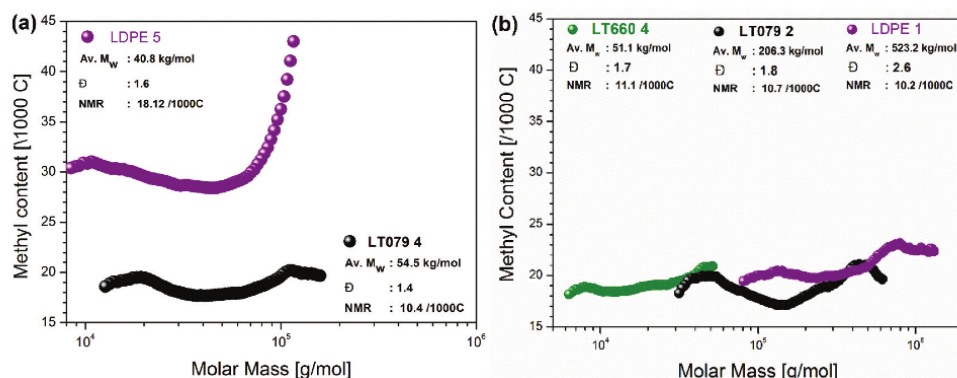 (a)
45
40
35
30
25
20
15
Methyl content [\1000 C]
LDPE 5
Av. Mw : 40.8 kg/mol
Đ : 1.6
NMR : 18.12 /1000C
LT079 4
Av. Mw : 54.5 kg/mol
Đ : 1.4
NMR : 10.4 /1000C
10⁴
10⁵
10⁶
Molar Mass [g/mol]
(b)
45
40
35
30
25
20
15
Methyl Content [/1000 C]
LT660 4
Av. Mw : 51.1 kg/mol
Đ : 1.7
NMR : 11.1 /1000C
LT079 2
Av. Mw : 206.3 kg/mol
Đ : 1.8
NMR : 10.7 /1000C
LDPE 1
Av. Mw : 523.2 kg/mol
Đ : 2.6
NMR : 10.2 /1000C
10⁴
10⁵
10⁶
Molar Mass [g/mol]